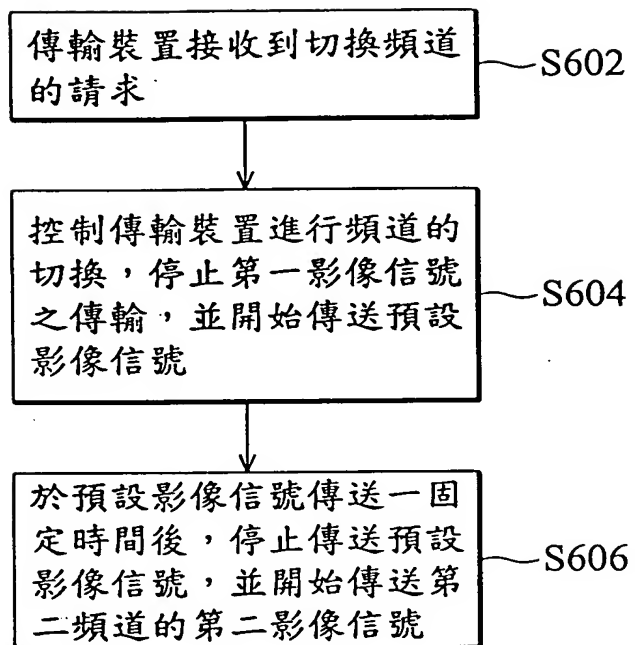 傳輸裝置接收到切換頻道
的請求
S602
控制傳輸裝置進行頻道的
切換，停止第一影像信號
之傳輸，並開始傳送預設
影像信號
S604
於預設影像信號傳送一固
定時間後，停止傳送預設
影像信號，並開始傳送第
二頻道的第二影像信號
S606